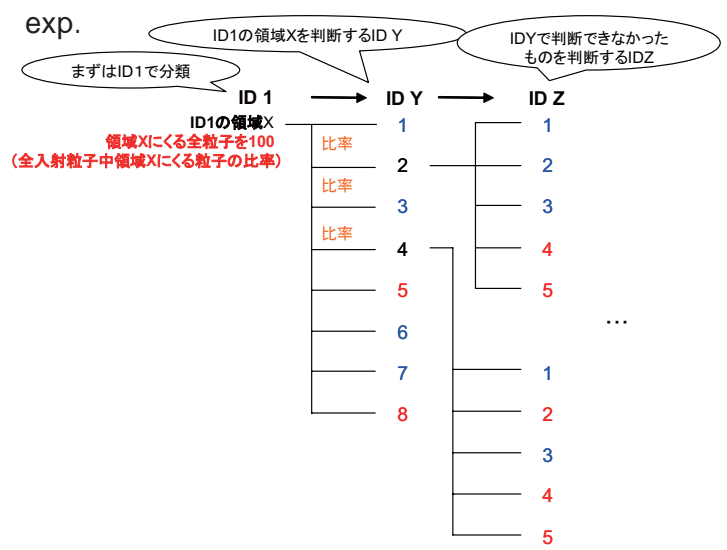 exp.
ID1の領域Xを判断するID Y
IDYで判断できなかった
ものを判断するIDZ
まずはID1で分類
ID 1
ID Y
ID Z
ID1の領域X
領域Xにくる全粒子を100
（全入射粒子中領域Xにくる粒子の比率）
比率
比率
比率
1
2
3
4
5
6
7
8
1
2
3
4
5
…
1
2
3
4
5